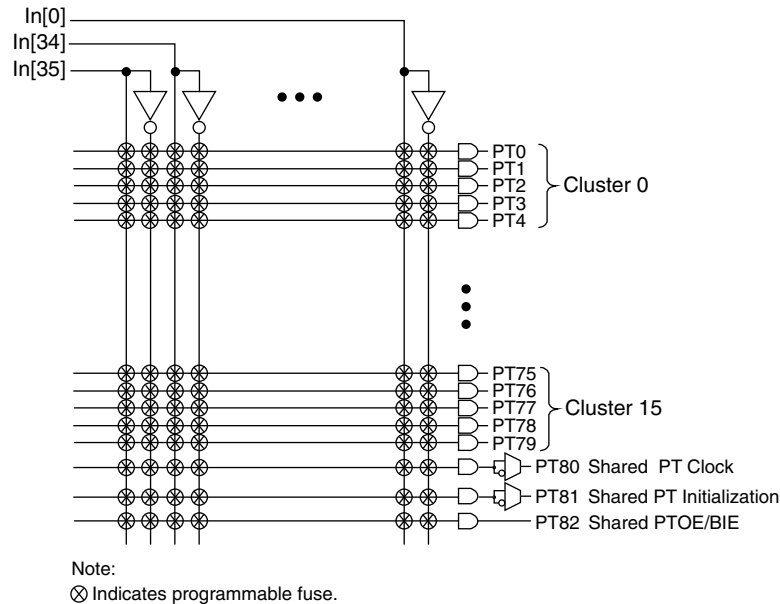 In[0]
In[34]
In[35]
PT0
PT1
PT2
PT3
PT4
Cluster 0
PT75
PT76
PT77
PT78
PT79
Cluster 15
PT80 Shared PT Clock
PT81 Shared PT Initialization
PT82 Shared PTOE/BIE
Note:
Indicates programmable fuse.